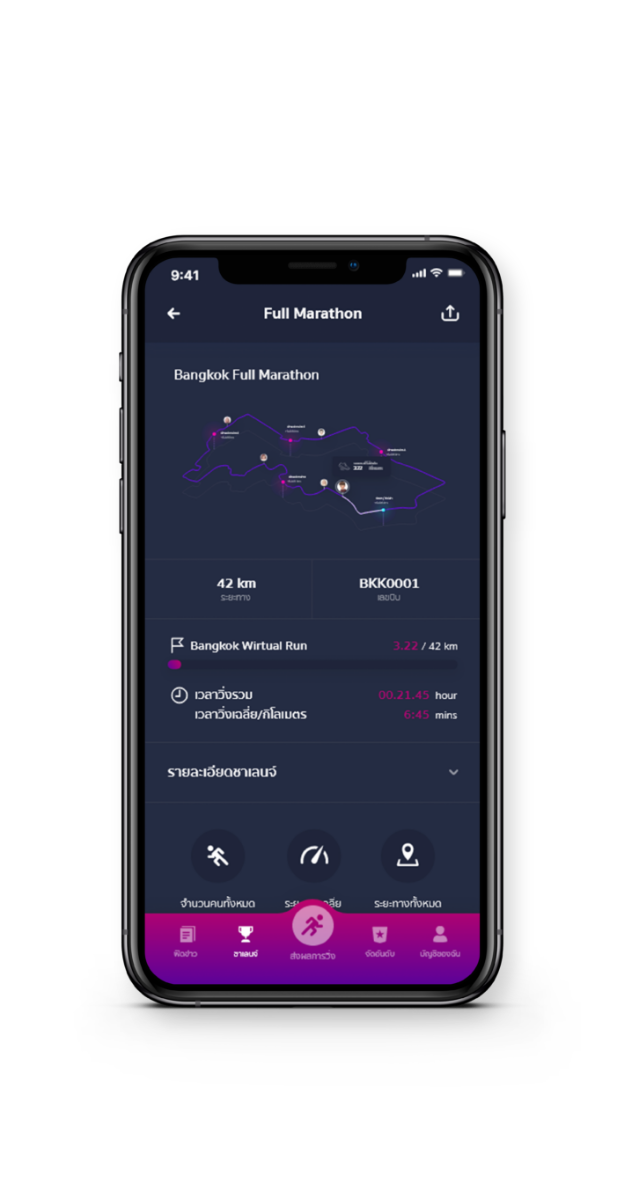 9:41
Full Marathon
Bangkok Full Marathon
42 km
ระยะทาง
BKK0001
เลขบิบ
Bangkok Wirtual Run
3.22 / 42 km
เวลาวิ่งรวม
00.21.45 hour
เวลาวิ่งเฉลี่ย/กิโลเมตร
6:45 mins
รายละเอียดชาเลนจ์
จำนวนคนทั้งหมด
ระยะทางทั้งหมด
ฟีดข่าว
ชาเลนจ์
ส่งผลการวิ่ง
จัดอันดับ
บัญชีของฉัน